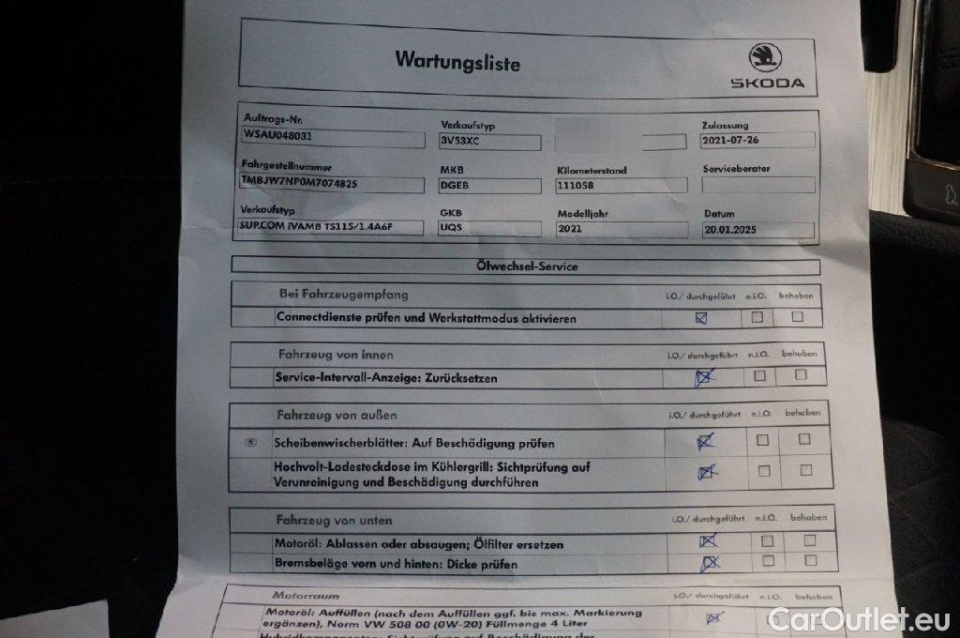 Wartungsliste
ŠKODA
Auftrags-Nr. Verkaufstyp Zulassung
WSAU048031 3V53XC 2021-07-26
Fahrgestellnummer MKB Kilometerstand Serviceberater
TMBJW7NP0M7074825 DGEB 111058
Verkaufstyp GKB Modelljahr Datum
SUP.COM IVAMB TS115/1.4A6F UQS 2021 20.01.2025
Ölwechsel-Service
Bei Fahrzeugempfang i.O./ durchgeführt n.i.O. behoben
Connectdienste prüfen und Werkstattmodus aktivieren
Fahrzeug von innen i.O./ durchgeführt n.i.O. behoben
Service-Intervall-Anzeige: Zurücksetzen
Fahrzeug von außen i.O./ durchgeführt n.i.O. behoben
Scheibenwischerblätter: Auf Beschädigung prüfen
Hochvolt-Ladesteckdose im Kühlergrill: Sichtprüfung auf
Verunreinigung und Beschädigung durchführen
Fahrzeug von unten i.O./ durchgeführt n.i.O. behoben
Motoröl: Ablassen oder absaugen; Ölfilter ersetzen
Bremsbeläge vorn und hinten: Dicke prüfen
Motorraum i.O./ durchgeführt n.i.O. behoben
Motoröl: Auffüllen (nach dem Auffüllen ggf. bis max. Markierung
ergänzen), Norm VW 508 00 (0W-20) Füllmenge 4 Liter
CarOutlet.eu